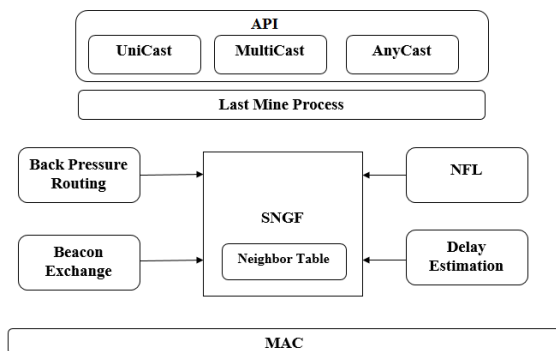 API
UniCast
MultiCast
AnyCast
Last Mine Process
Back Pressure
Routing
NFL
SNGF
Neighbor Table
Beacon
Exchange
Delay
Estimation
MAC